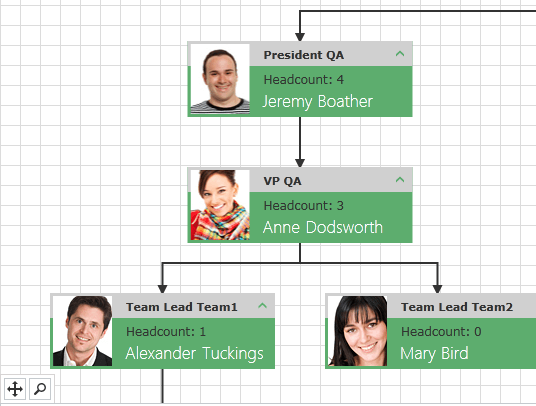 President QA
Headcount: 4
Jeremy Boather
VP QA
Headcount: 3
Anne Dodsworth
Team Lead Team1
Headcount: 1
Alexander Tuckings
Team Lead Team2
Headcount: 0
Mary Bird